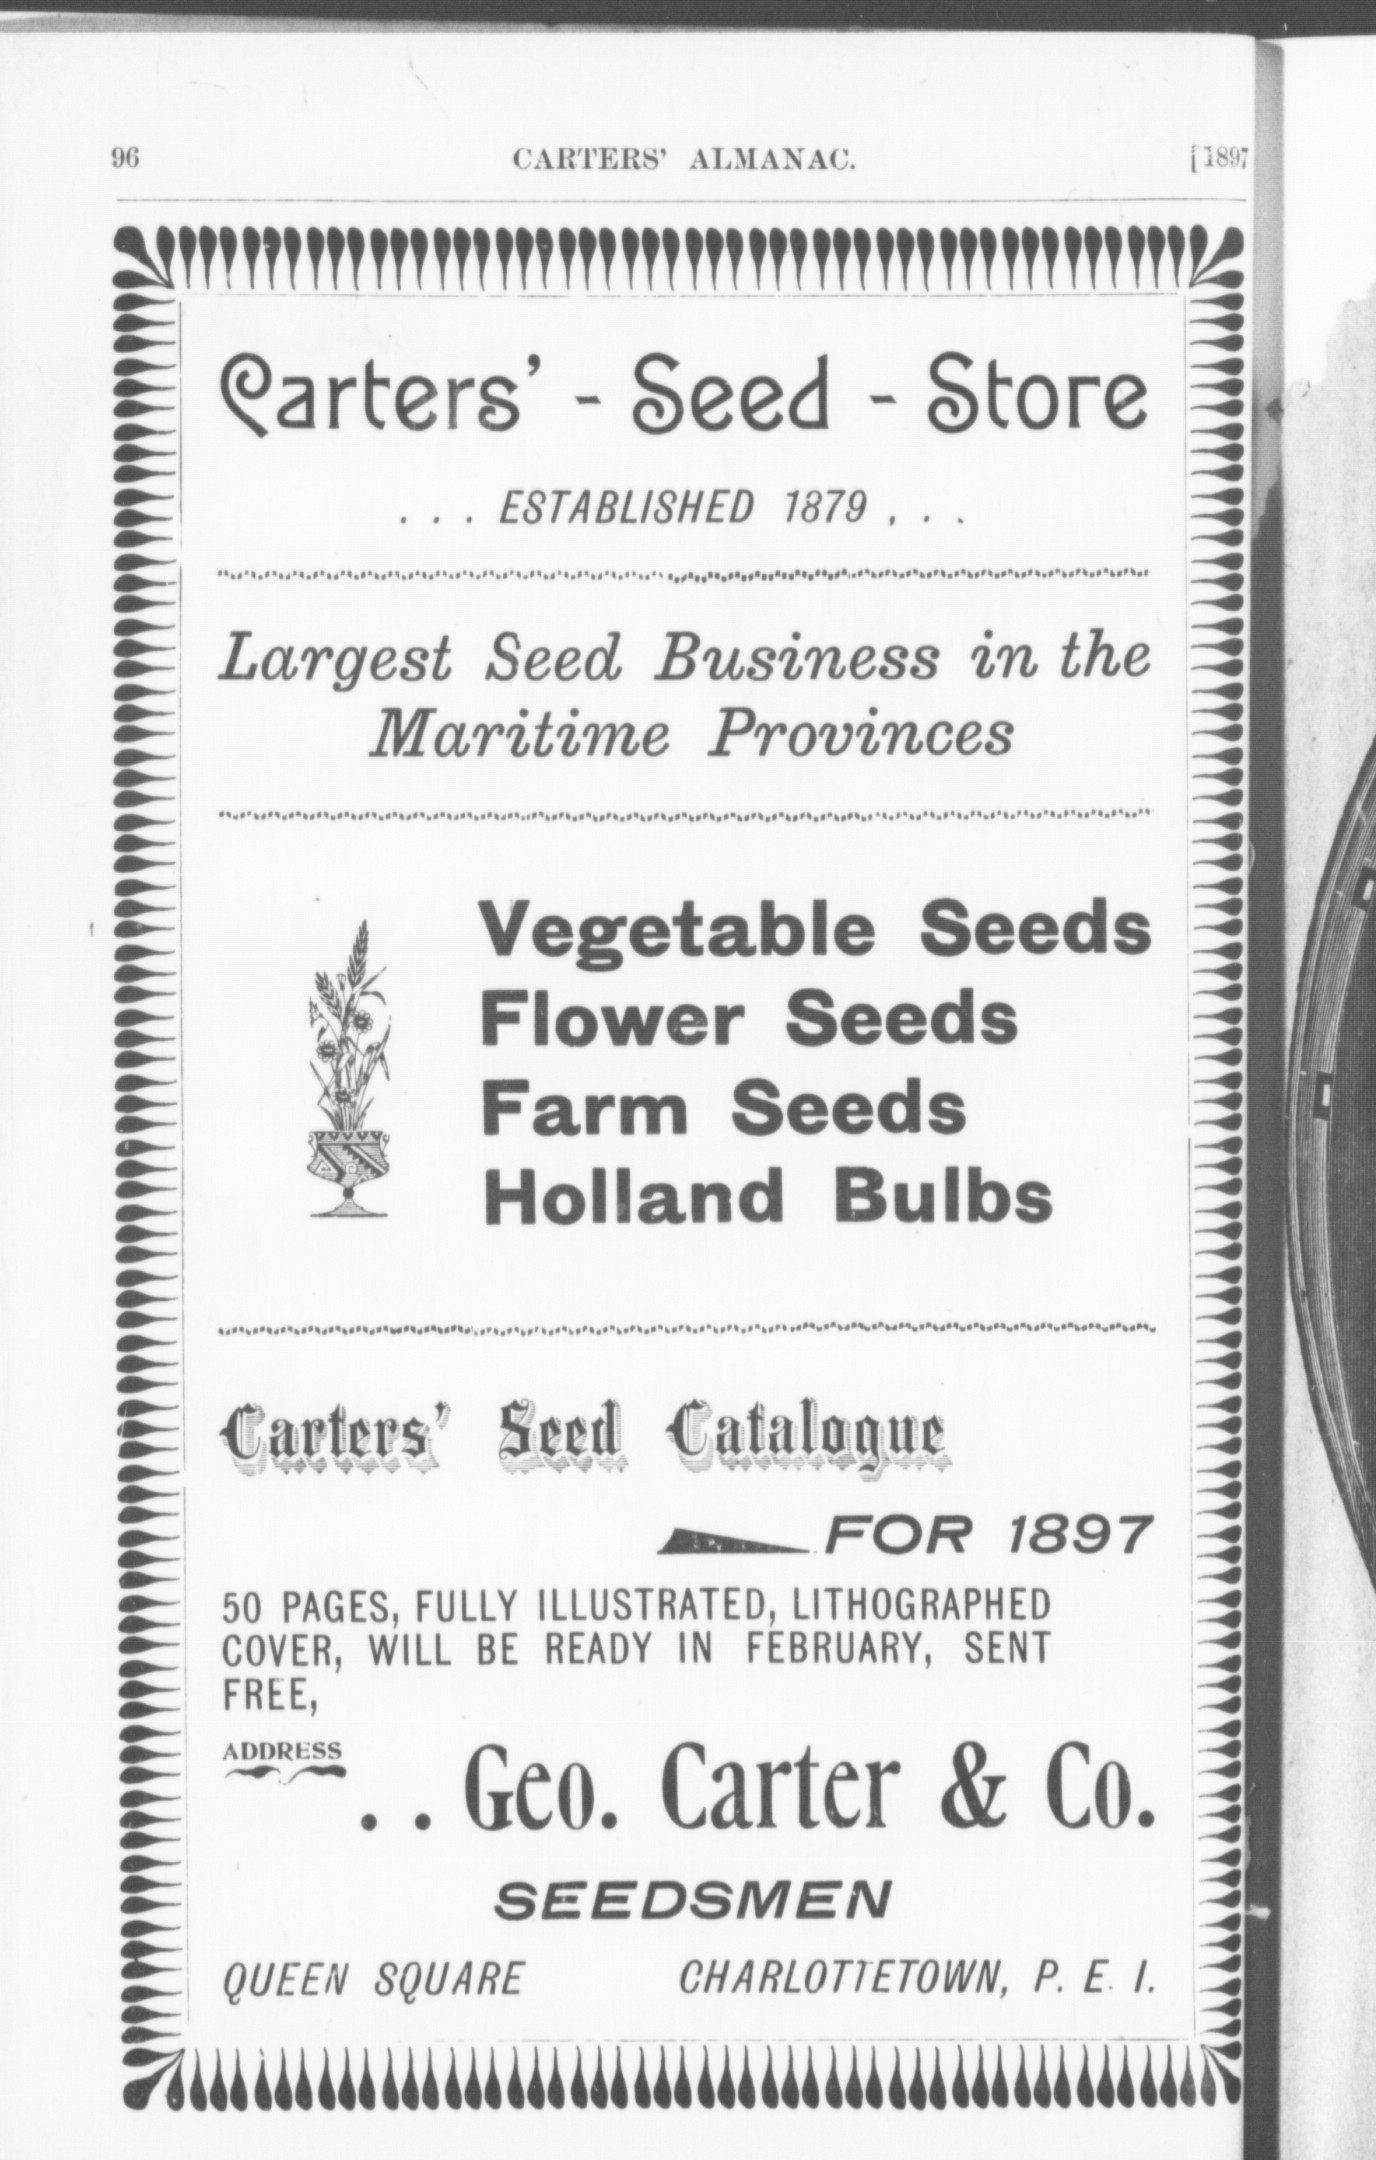 96 CARTERS' ALMANAC. [1897
Carters' - Seed - Store
. . . ESTABLISHED 1879 . . .
Largest Seed Business in the
Maritime Provinces
Vegetable Seeds
Flower Seeds
Farm Seeds
Holland Bulbs
Carters' Seed Catalogue
FOR 1897
50 PAGES, FULLY ILLUSTRATED, LITHOGRAPHED
COVER, WILL BE READY IN FEBRUARY, SENT
FREE,
ADDRESS
. . Geo. Carter & Co.
SEEDSMEN
QUEEN SQUARE CHARLOTTETOWN, P. E. I.